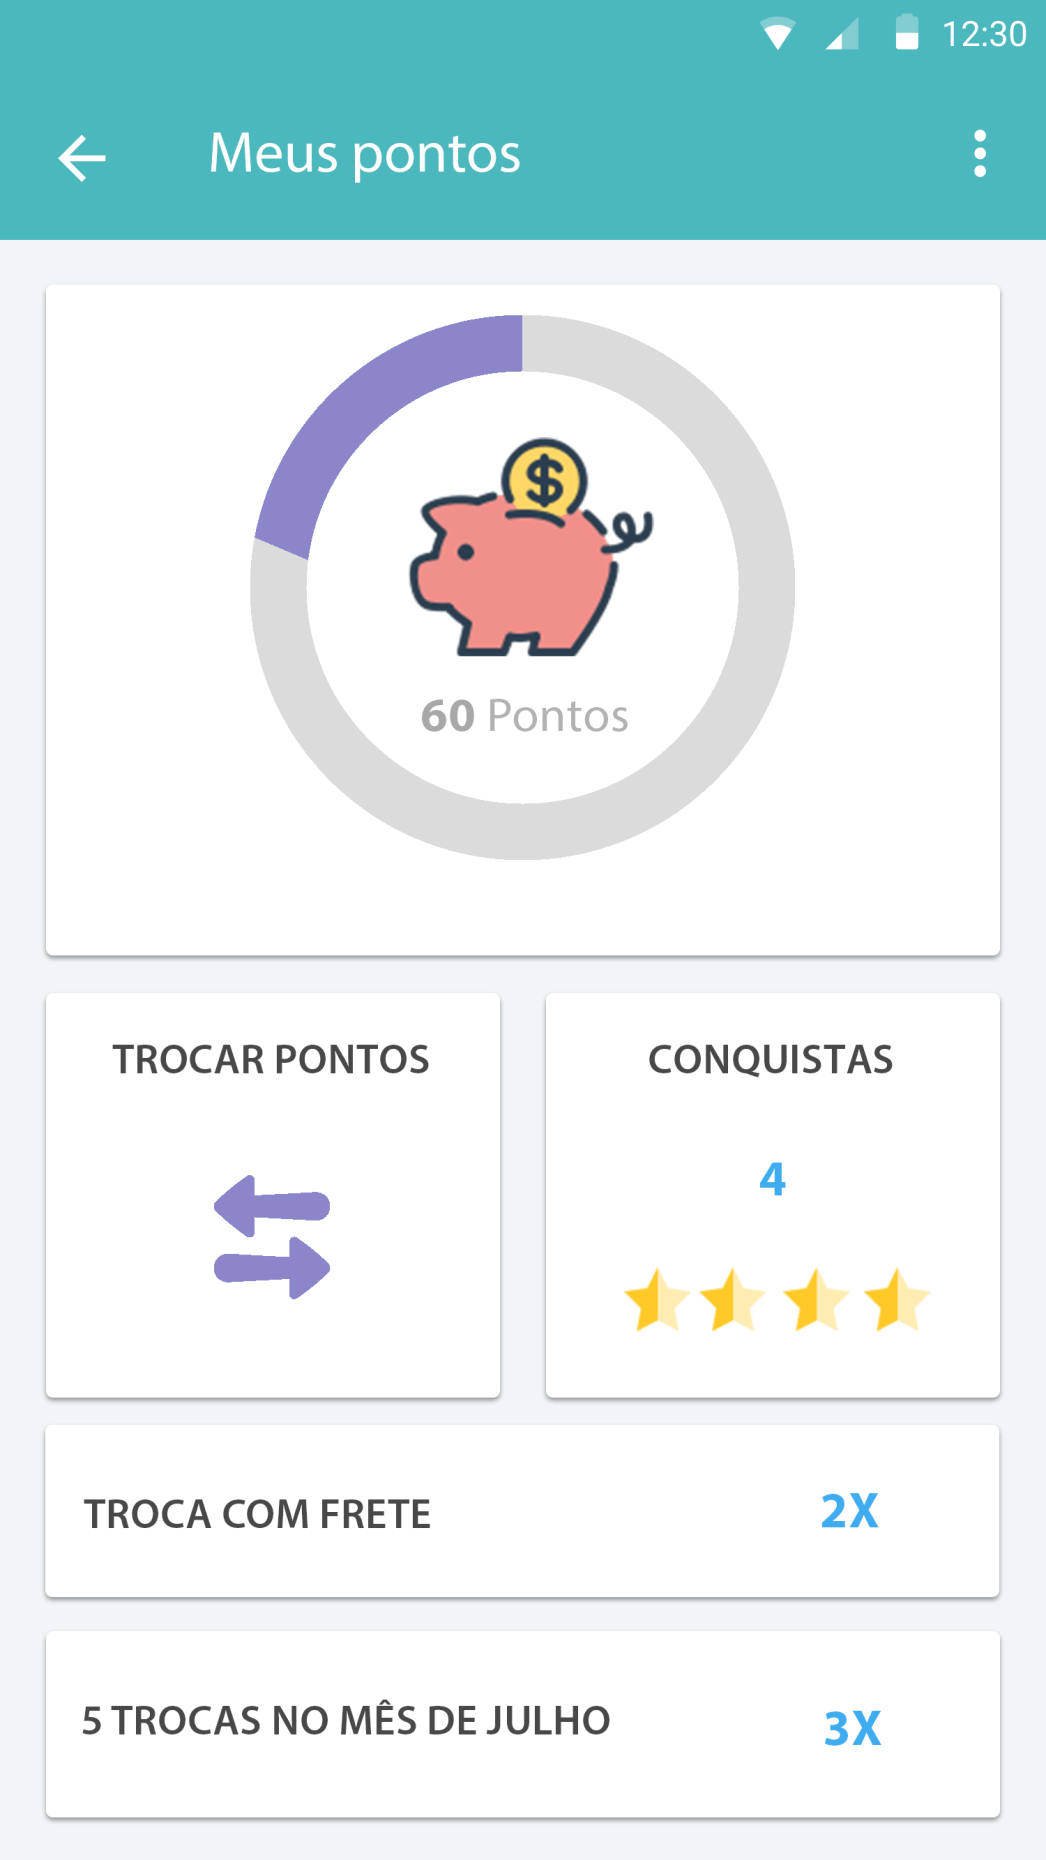 12:30
Meus pontos
$
60 Pontos
TROCAR PONTOS
CONQUISTAS
4
TROCA COM FRETE
2X
5 TROCAS NO MÊS DE JULHO
3X